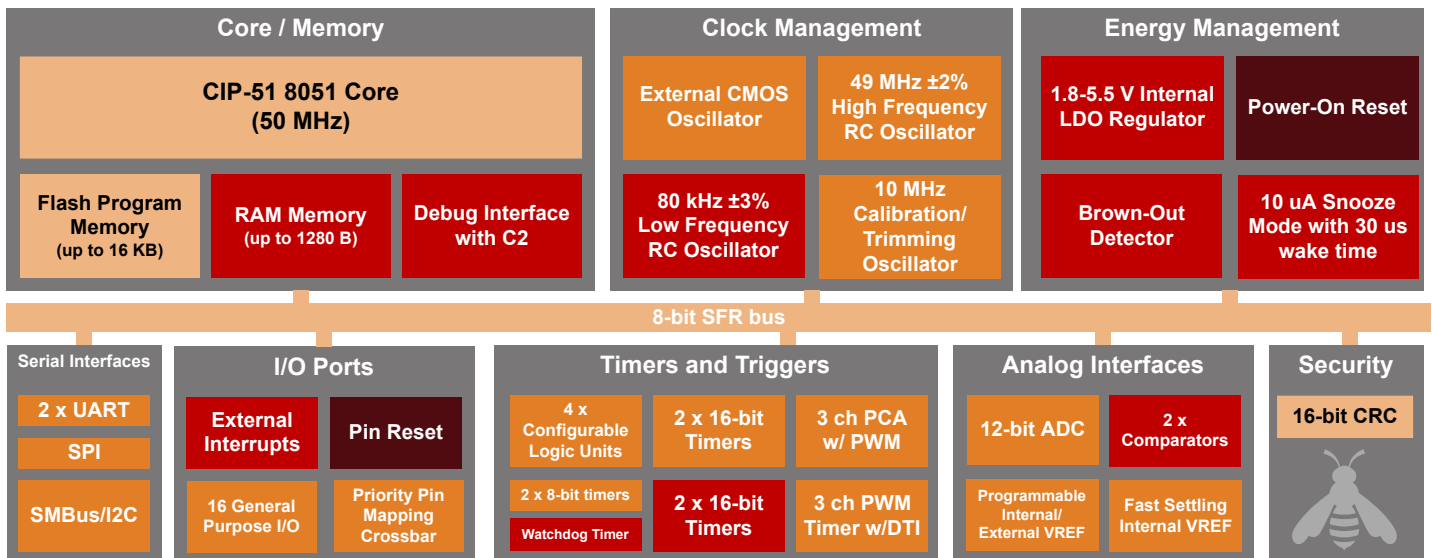 Core / Memory
CIP-51 8051 Core
(50 MHz)
Flash Program
Memory
(up to 16 KB)
RAM Memory
(up to 1280 B)
Debug Interface
with C2
Clock Management
External CMOS
Oscillator
49 MHz ±2%
High Frequency
RC Oscillator
80 kHz ±3%
Low Frequency
RC Oscillator
10 MHz
Calibration/
Trimming
Oscillator
Energy Management
1.8-5.5 V Internal
LDO Regulator
Power-On Reset
Brown-Out
Detector
10 uA Snooze
Mode with 30 us
wake time
8-bit SFR bus
Serial Interfaces
2 x UART
SPI
SMBus/I2C
I/O Ports
External
Interrupts
Pin Reset
16 General
Purpose I/O
Priority Pin
Mapping
Crossbar
Timers and Triggers
4 x
Configurable
Logic Units
2 x 16-bit
Timers
3 ch PCA
w/ PWM
2 x 8-bit timers
Watchdog Timer
2 x 16-bit
Timers
3 ch PWM
Timer w/DTI
Analog Interfaces
12-bit ADC
2 x
Comparators
Programmable
Internal/
External VREF
Fast Settling
Internal VREF
Security
16-bit CRC